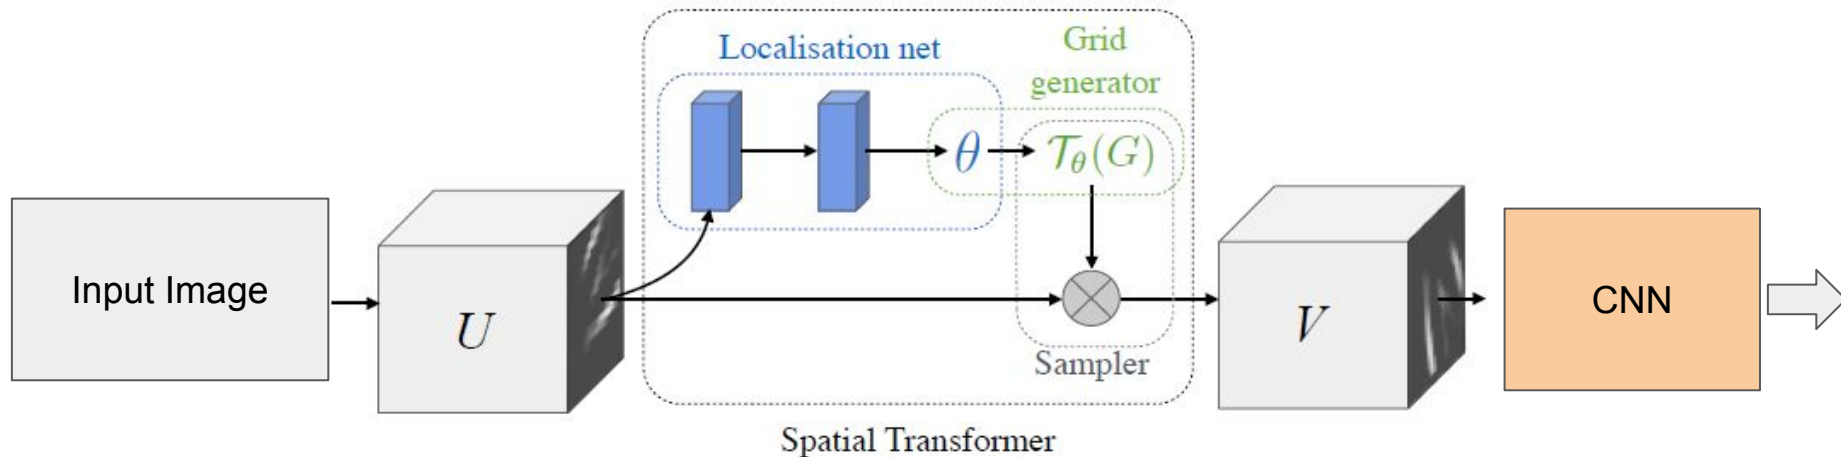 Localisation net
Grid
generator
θ
𝒯θ(G)
Input Image
U
V
CNN
Sampler
Spatial Transformer